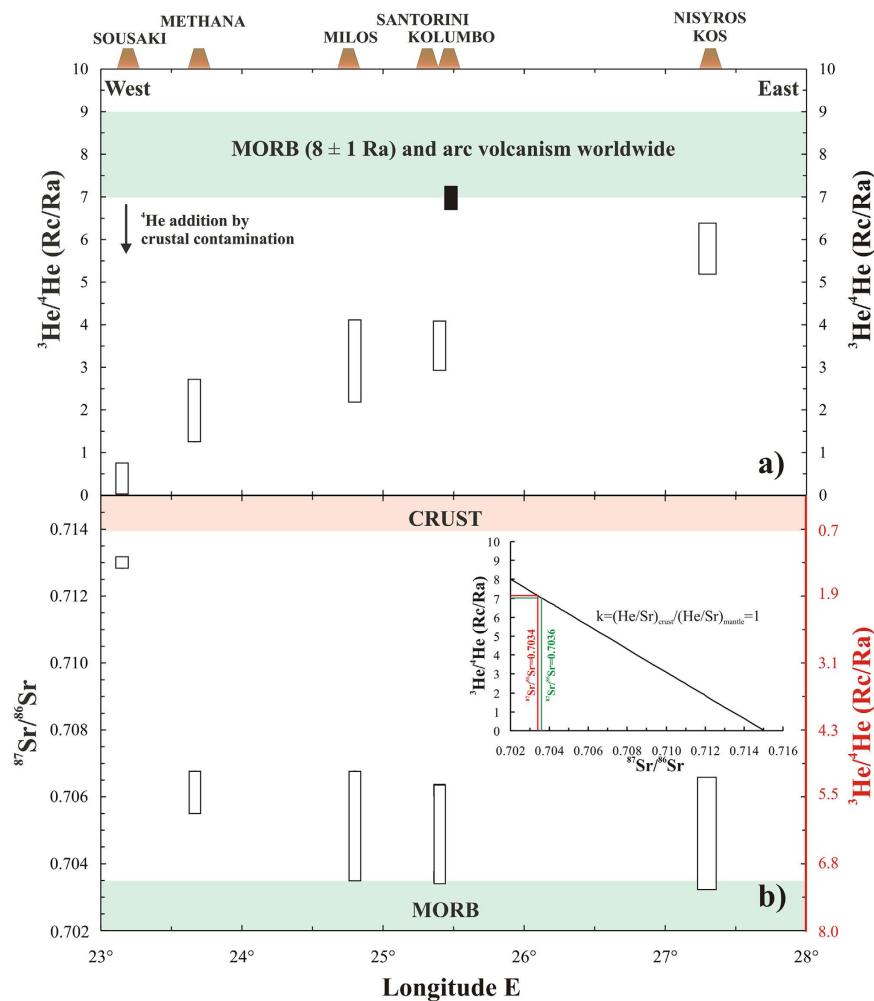 METHANA
SANTORINI
NISYROS
SOUSAKI
MILOS
KOLUMBO
KOS
West
East
10
9
8
7
6
5
4
3
2
1
0
10
9
8
7
6
5
4
3
2
1
0
³He/⁴He (Rc/Ra)
³He/⁴He (Rc/Ra)
MORB (8 ± 1 Ra) and arc volcanism worldwide
⁴He addition by
crustal contamination
a)
CRUST
0.714
0.712
0.710
0.708
0.706
0.704
0.702
⁸⁷Sr/⁸⁶Sr
0.7
1.9
3.1
4.3
5.5
6.8
8.0
³He/⁴He (Rc/Ra)
10
9
8
7
6
5
4
3
2
1
0
³He/⁴He (Rc/Ra)
k=(He/Sr)crust/(He/Sr)mantle=1
⁸⁷Sr/⁸⁶Sr=0.7034
⁸⁷Sr/⁸⁶Sr=0.7036
0.702 0.704 0.706 0.708 0.710 0.712 0.714 0.716
⁸⁷Sr/⁸⁶Sr
MORB
b)
23° 24° 25° 26° 27° 28°
Longitude E